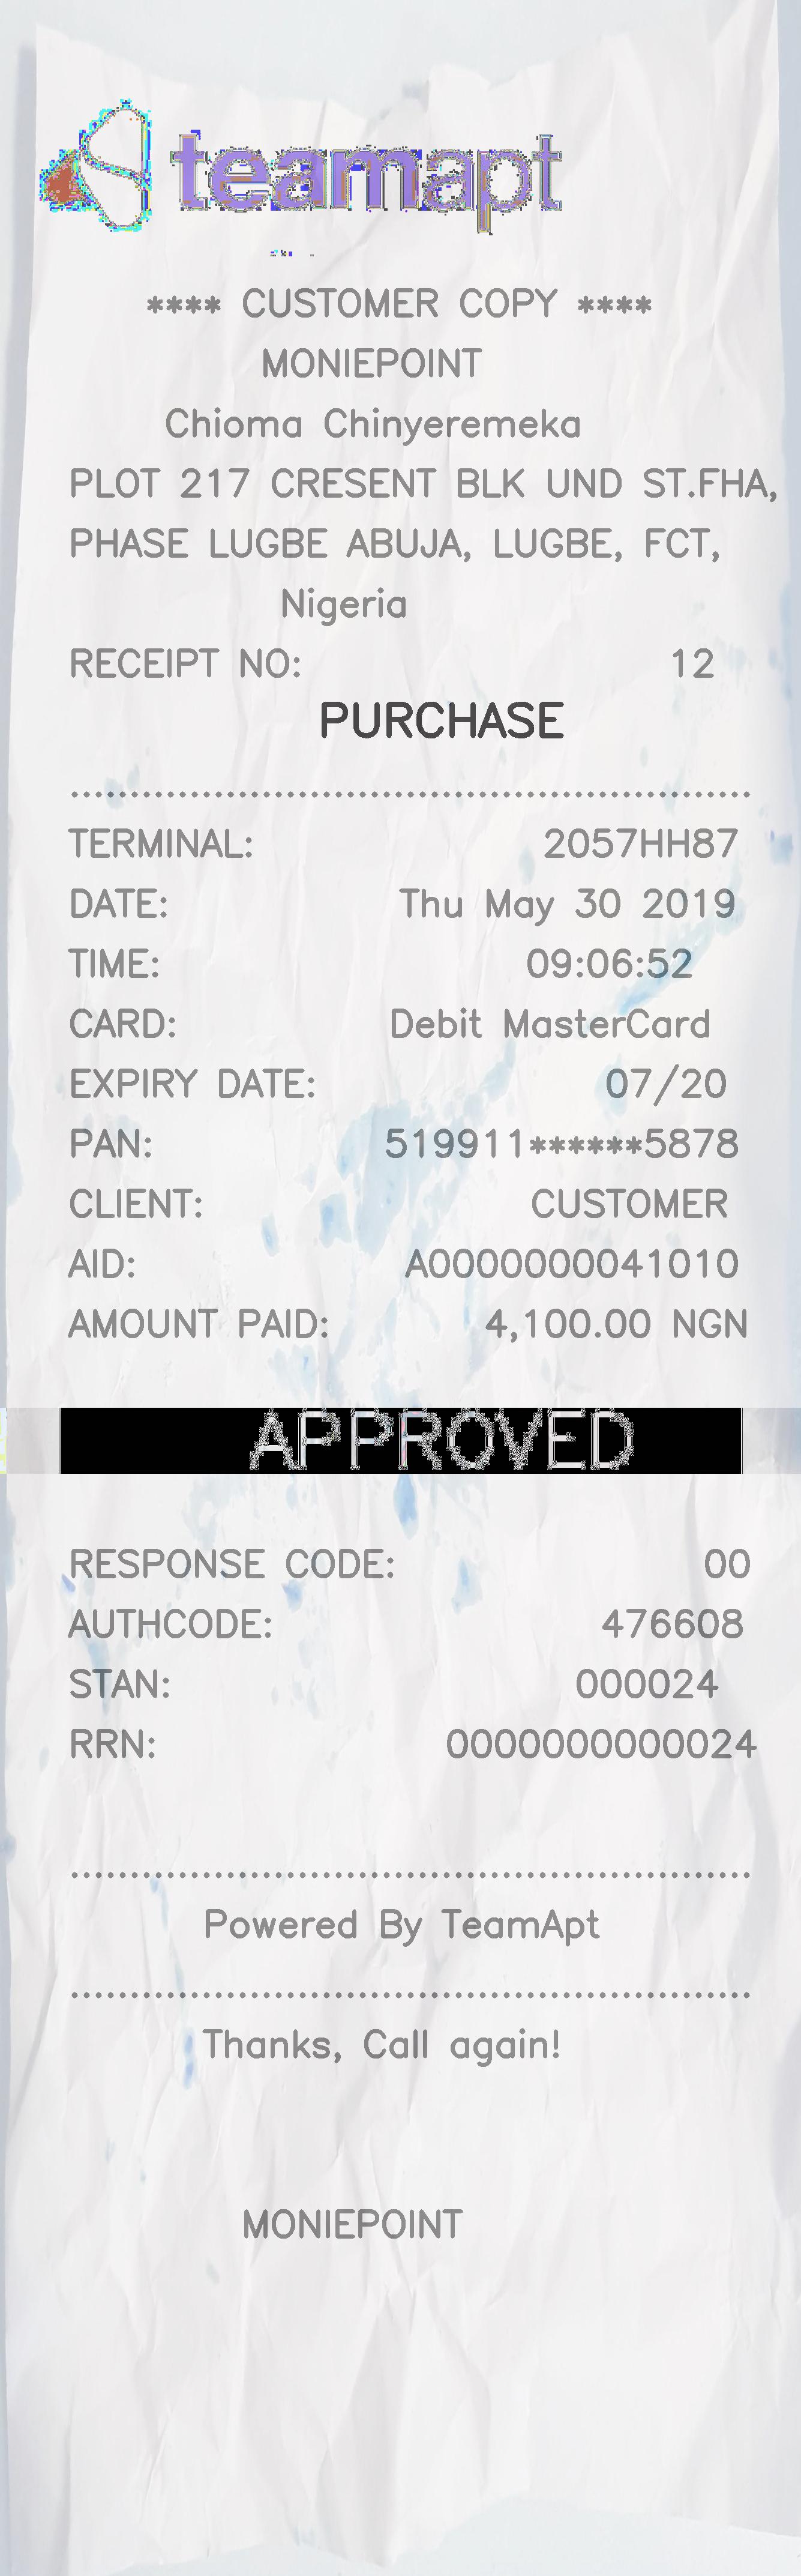 teamapt
**** CUSTOMER COPY ****
MONIEPOINT
Chioma Chinyeremeka
PLOT 217 CRESENT BLK UND ST.FHA,
PHASE LUGBE ABUJA, LUGBE, FCT,
Nigeria
RECEIPT NO: 12
PURCHASE
TERMINAL: 2057HH87
DATE: Thu May 30 2019
TIME: 09:06:52
CARD: Debit MasterCard
EXPIRY DATE: 07/20
PAN: 519911******5878
CLIENT: CUSTOMER
AID: A0000000041010
AMOUNT PAID: 4,100.00 NGN
APPROVED
RESPONSE CODE: 00
AUTHCODE: 476608
STAN: 000024
RRN: 0000000000024
Powered By TeamApt
Thanks, Call again!
MONIEPOINT